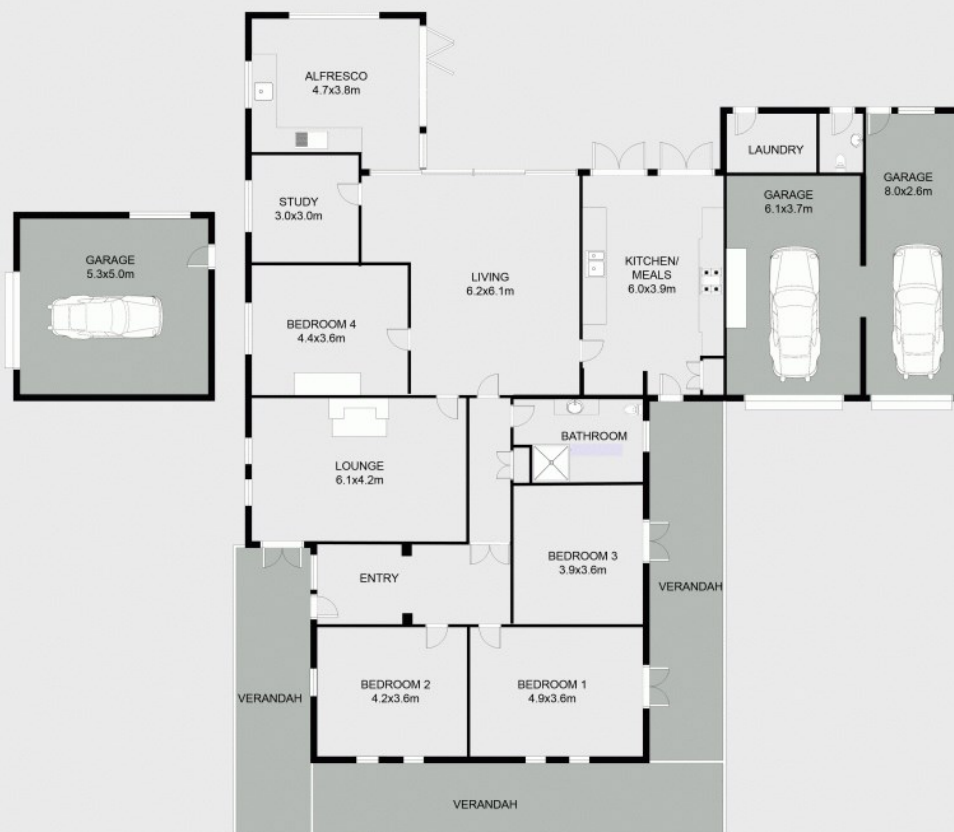 ALFRESCO
4.7x3.8m
LAUNDRY
GARAGE
8.0x2.6m
GARAGE
6.1x3.7m
STUDY
3.0x3.0m
GARAGE
5.3x5.0m
LIVING
6.2x6.1m
KITCHEN/
MEALS
6.0x3.9m
BEDROOM 4
4.4x3.6m
BATHROOM
LOUNGE
6.1x4.2m
BEDROOM 3
3.9x3.6m
ENTRY
VERANDAH
BEDROOM 2
4.2x3.6m
BEDROOM 1
4.9x3.6m
VERANDAH
VERANDAH